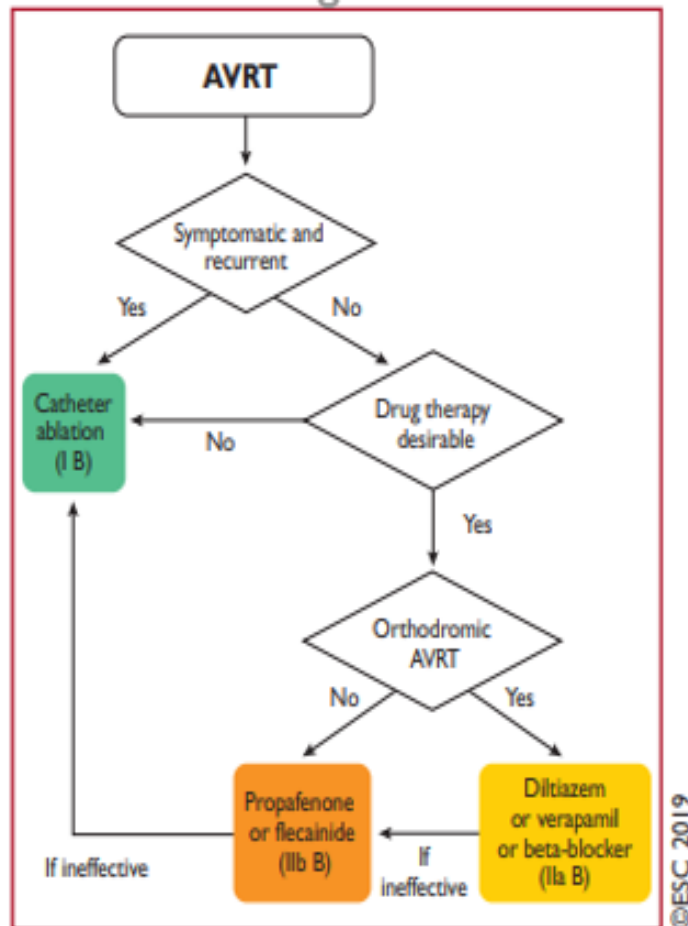 AVRT
Symptomatic and
recurrent
Yes
No
Catheter
ablation
(I B)
No
Drug therapy
desirable
Yes
Orthodromic
AVRT
No
Yes
Propafenone
or flecainide
(IIb B)
Diltiazem
or verapamil
or beta-blocker
(IIa B)
If ineffective
If
ineffective
©ESC 2019